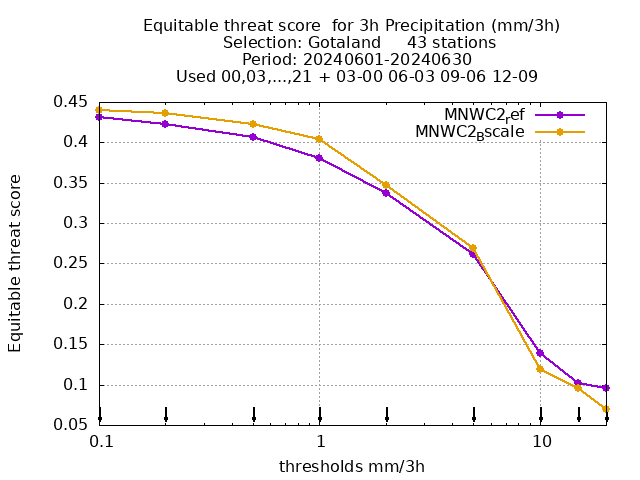 Equitable threat score  for 3h Precipitation (mm/3h)
Selection: Gotaland     43 stations
Period: 20240601-20240630
Used 00,03,...,21 + 03-00 06-03 09-06 12-09
MNWC2ref
MNWC2Bscale
Equitable threat score
0.45
0.4
0.35
0.3
0.25
0.2
0.15
0.1
0.05
0.1
1
10
thresholds mm/3h